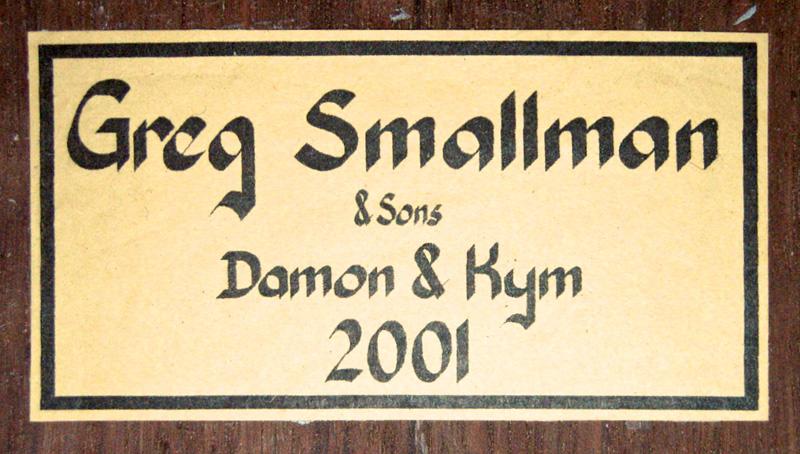 Greg Smallman
& Sons
Damon & Kym
2001